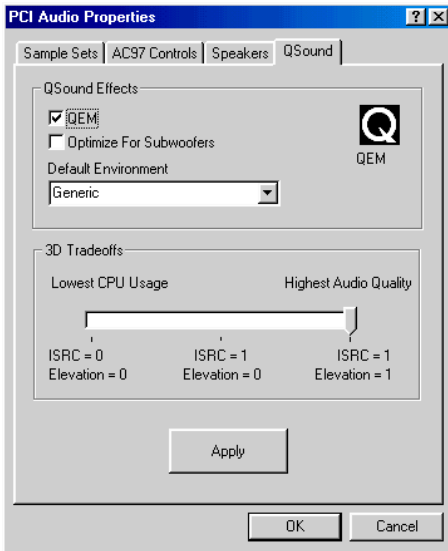 PCI Audio Properties
Sample Sets AC97 Controls Speakers QSound
QSound Effects
QEM
Optimize For Subwoofers
Q
QEM
Default Environment
Generic
3D Tradeoffs
Lowest CPU Usage Highest Audio Quality
ISRC = 0 ISRC = 1 ISRC = 1
Elevation = 0 Elevation = 0 Elevation = 1
Apply
OK Cancel